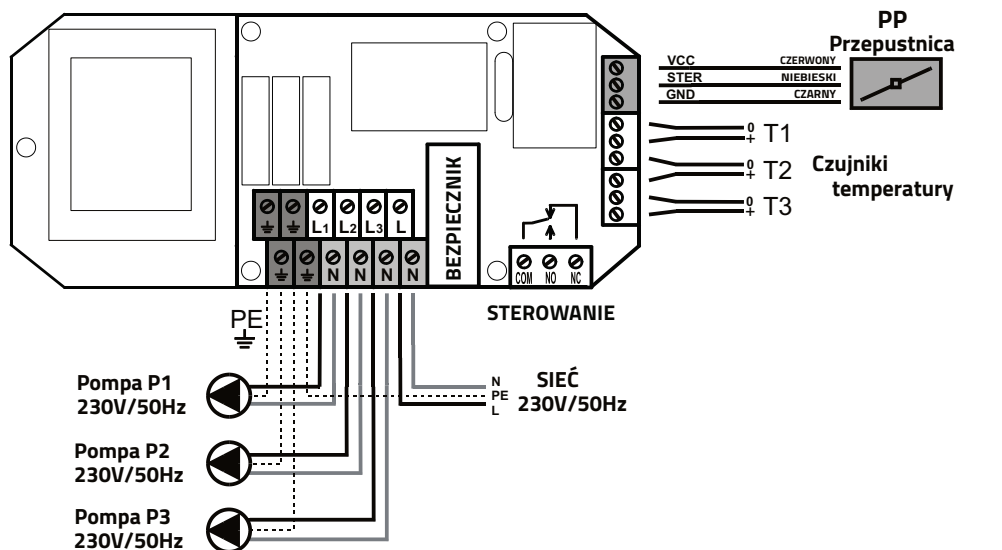 PP
Przepustnica
VCC CZERWONY
STER NIEBIESKI
GND CZARNY
0
+ T1
0
+ T2
0
+ T3
Czujniki
temperatury
L1 L2 L3 L
N N N N
BEZPIECZNIK
COM NO NC
STEROWANIE
PE
Pompa P1
230V/50Hz
Pompa P2
230V/50Hz
Pompa P3
230V/50Hz
N
PE
L
SIEĆ
230V/50Hz